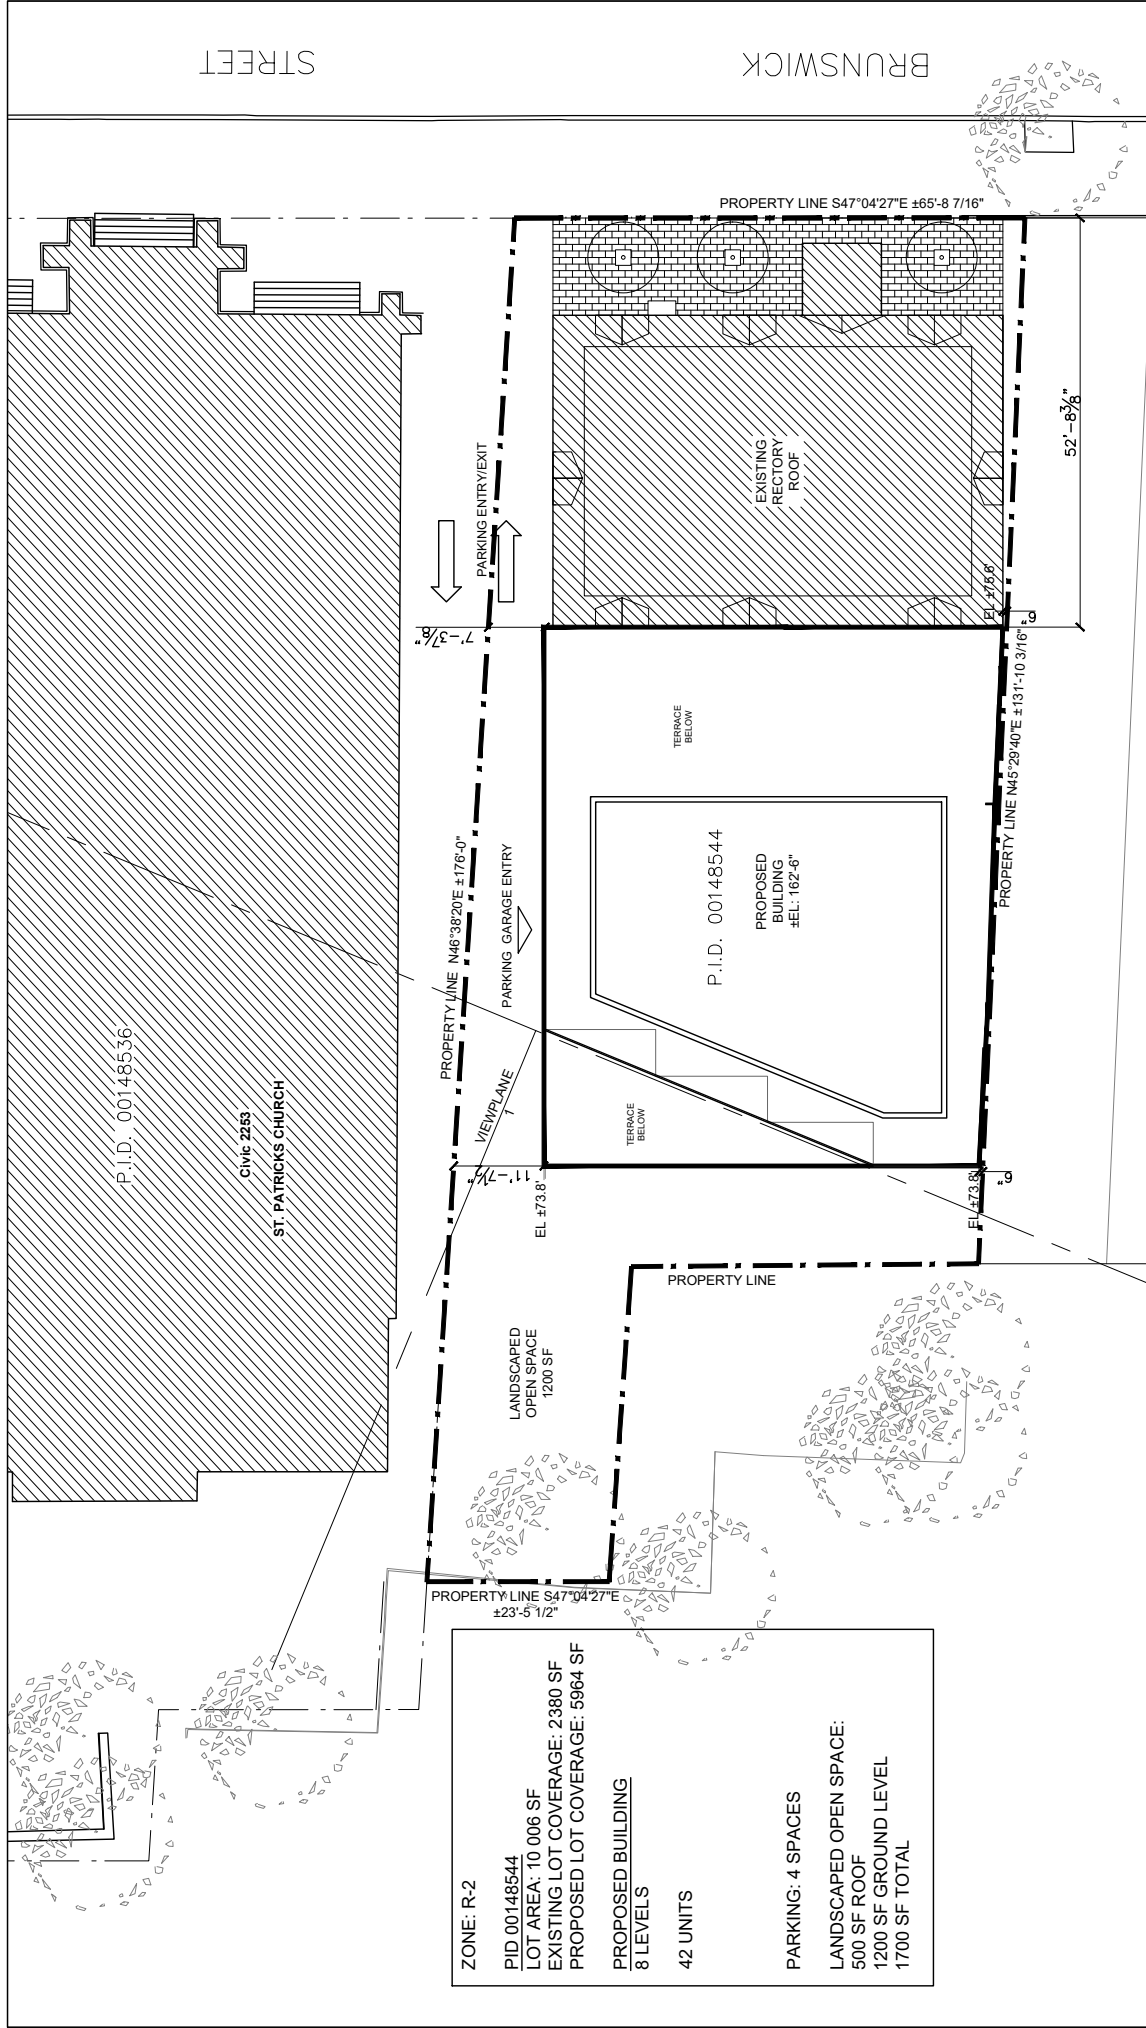 STREET
BRUNSWICK
PROPERTY LINE S47°04'27"E ±65'-8 7/16"
PARKING ENTRY/EXIT
EXISTING
RECTORY
ROOF
52'-8 3/8"
7'-3 7/8"
EL ±75.6'
6"
TERRACE
BELOW
PROPERTY LINE N46°38'20"E ±176'-0"
PARKING GARAGE ENTRY
P.I.D. 00148544
PROPOSED
BUILDING
±EL: 162'-6"
PROPERTY LINE N45°29'40"E ±131'-10 3/16"
P.I.D. 00148536
Civic 2253
ST. PATRICKS CHURCH
VIEWPLANE
1
TERRACE
BELOW
11'-7 1/2"
EL ±73.8'
EL ±73.8'
6"
PROPERTY LINE
LANDSCAPED
OPEN SPACE
1200 SF
PROPERTY LINE S47°04'27"E
±23'-5 1/2"
ZONE: R-2
PID 00148544
LOT AREA: 10 006 SF
EXISTING LOT COVERAGE: 2380 SF
PROPOSED LOT COVERAGE: 5964 SF
PROPOSED BUILDING
8 LEVELS
42 UNITS
PARKING: 4 SPACES
LANDSCAPED OPEN SPACE:
500 SF ROOF
1200 SF GROUND LEVEL
1700 SF TOTAL